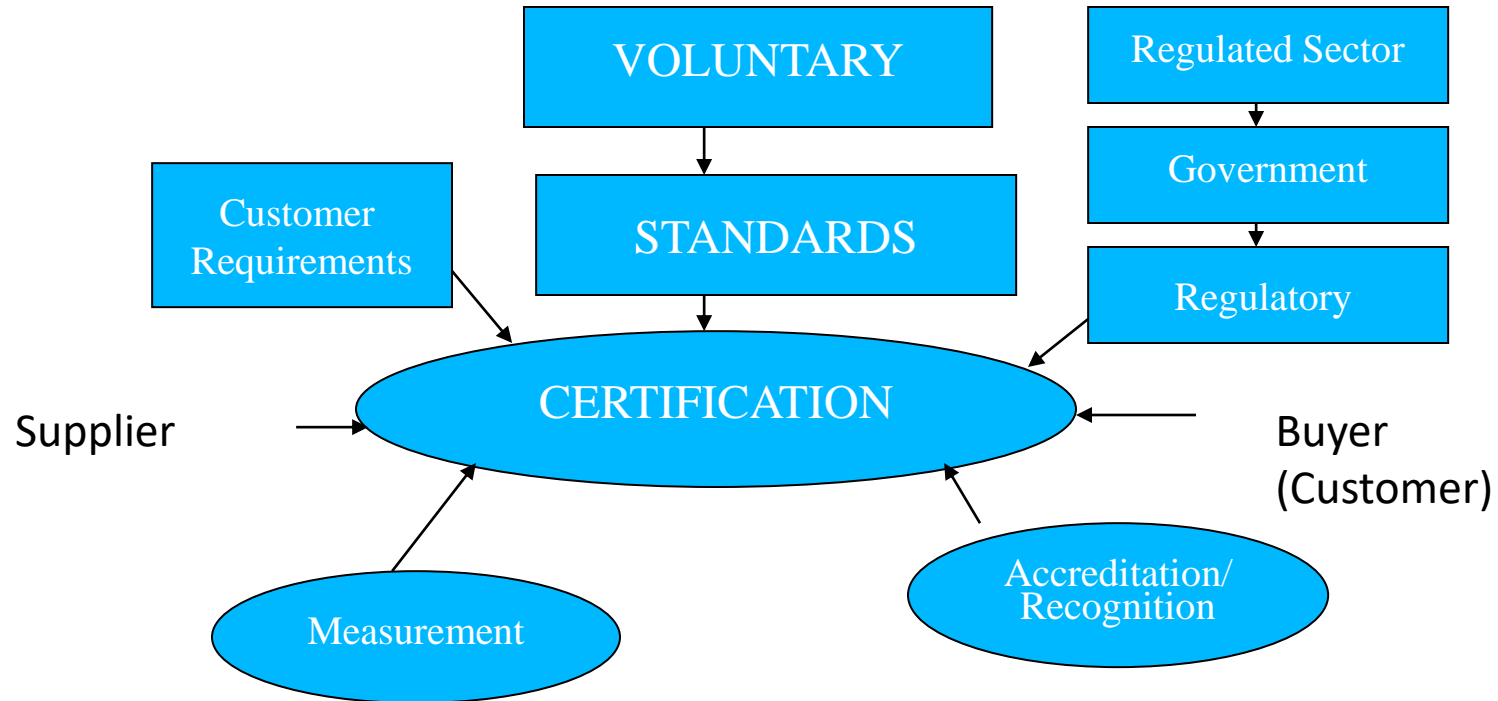 VOLUNTARY
Regulated Sector
Government
Customer
Requirements
STANDARDS
Regulatory
CERTIFICATION
Supplier
Buyer
(Customer)
Accreditation/
Recognition
Measurement